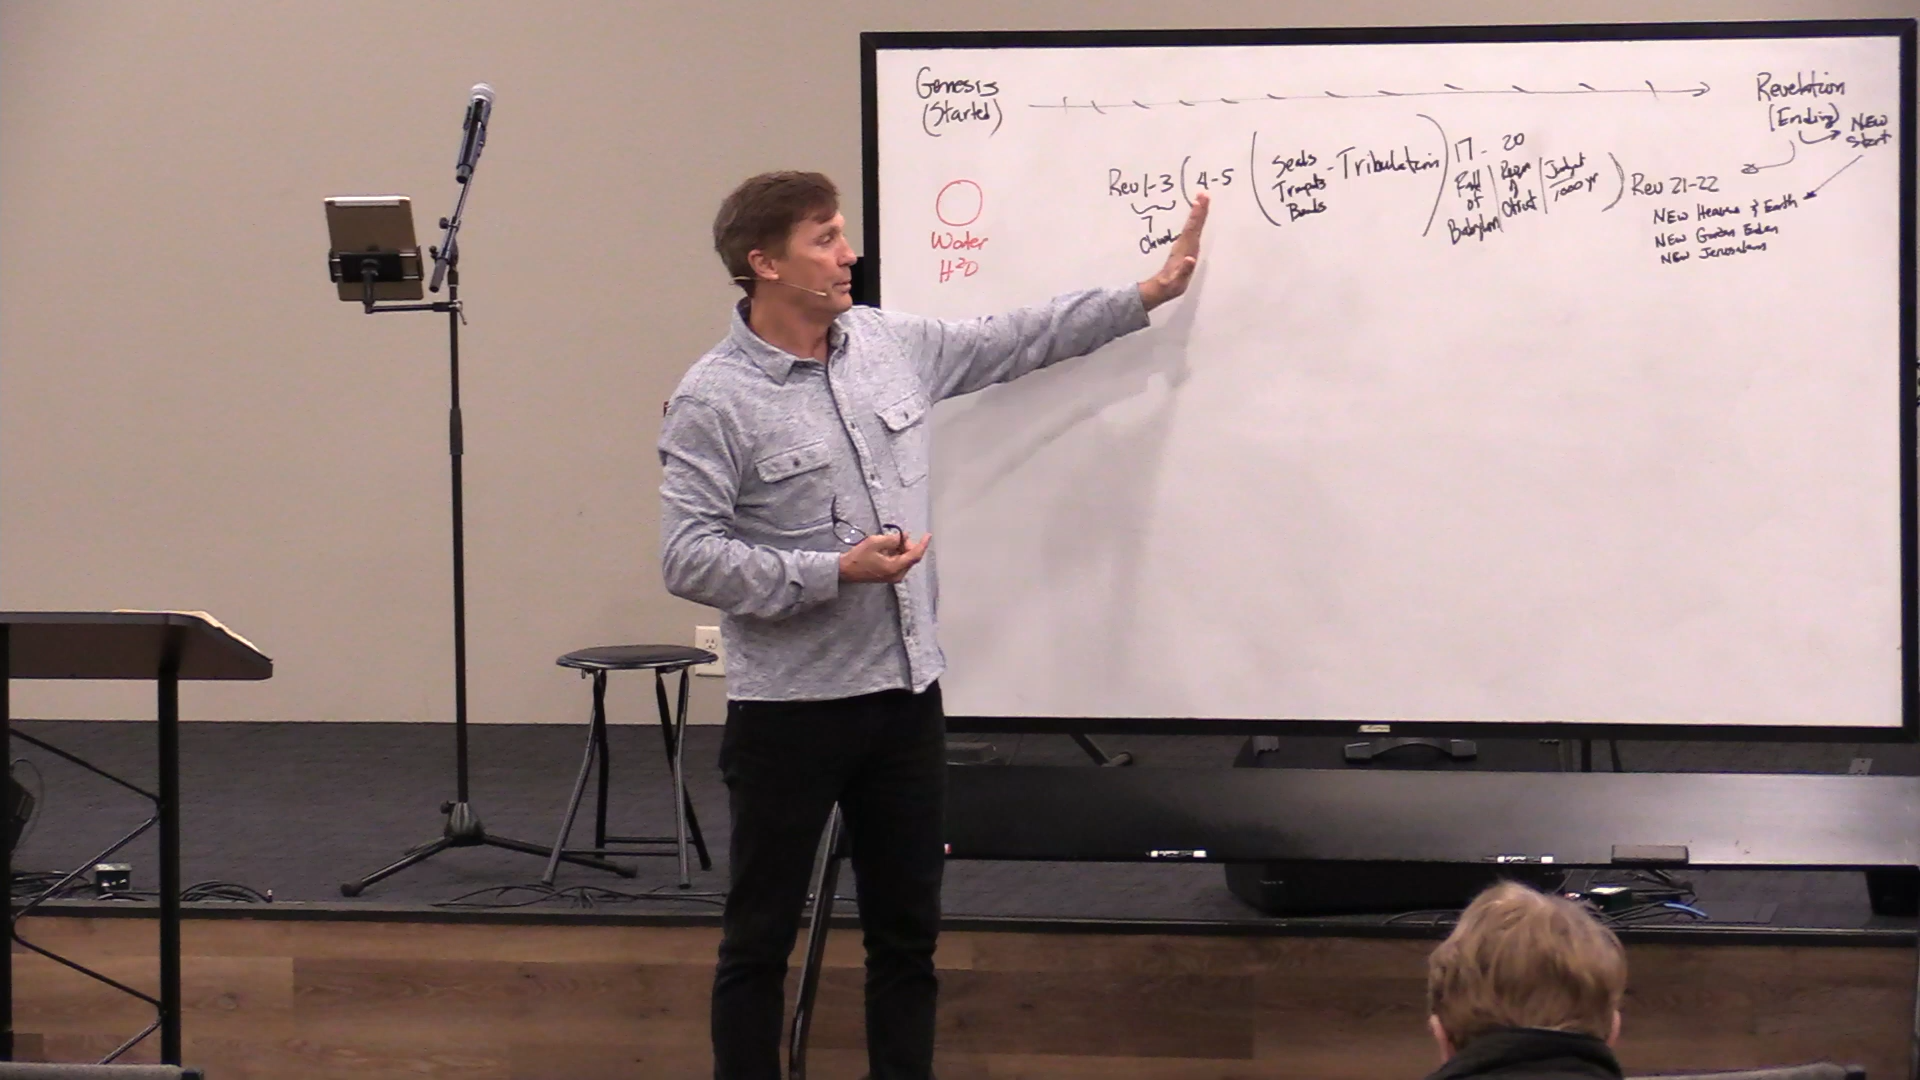 Genesis
(Started)
Revelation
(Ending)
NEW
Start
Water
H²O
Rev 1-3 ( 4-5
7
Seals
- Tribulation
Bowls
17 - 20
Fall
of
Babylon
Reign
of
Christ
1000 yr
Rev 21-22
NEW Heavens & Earth
NEW Garden Eden
NEW Jerusalem